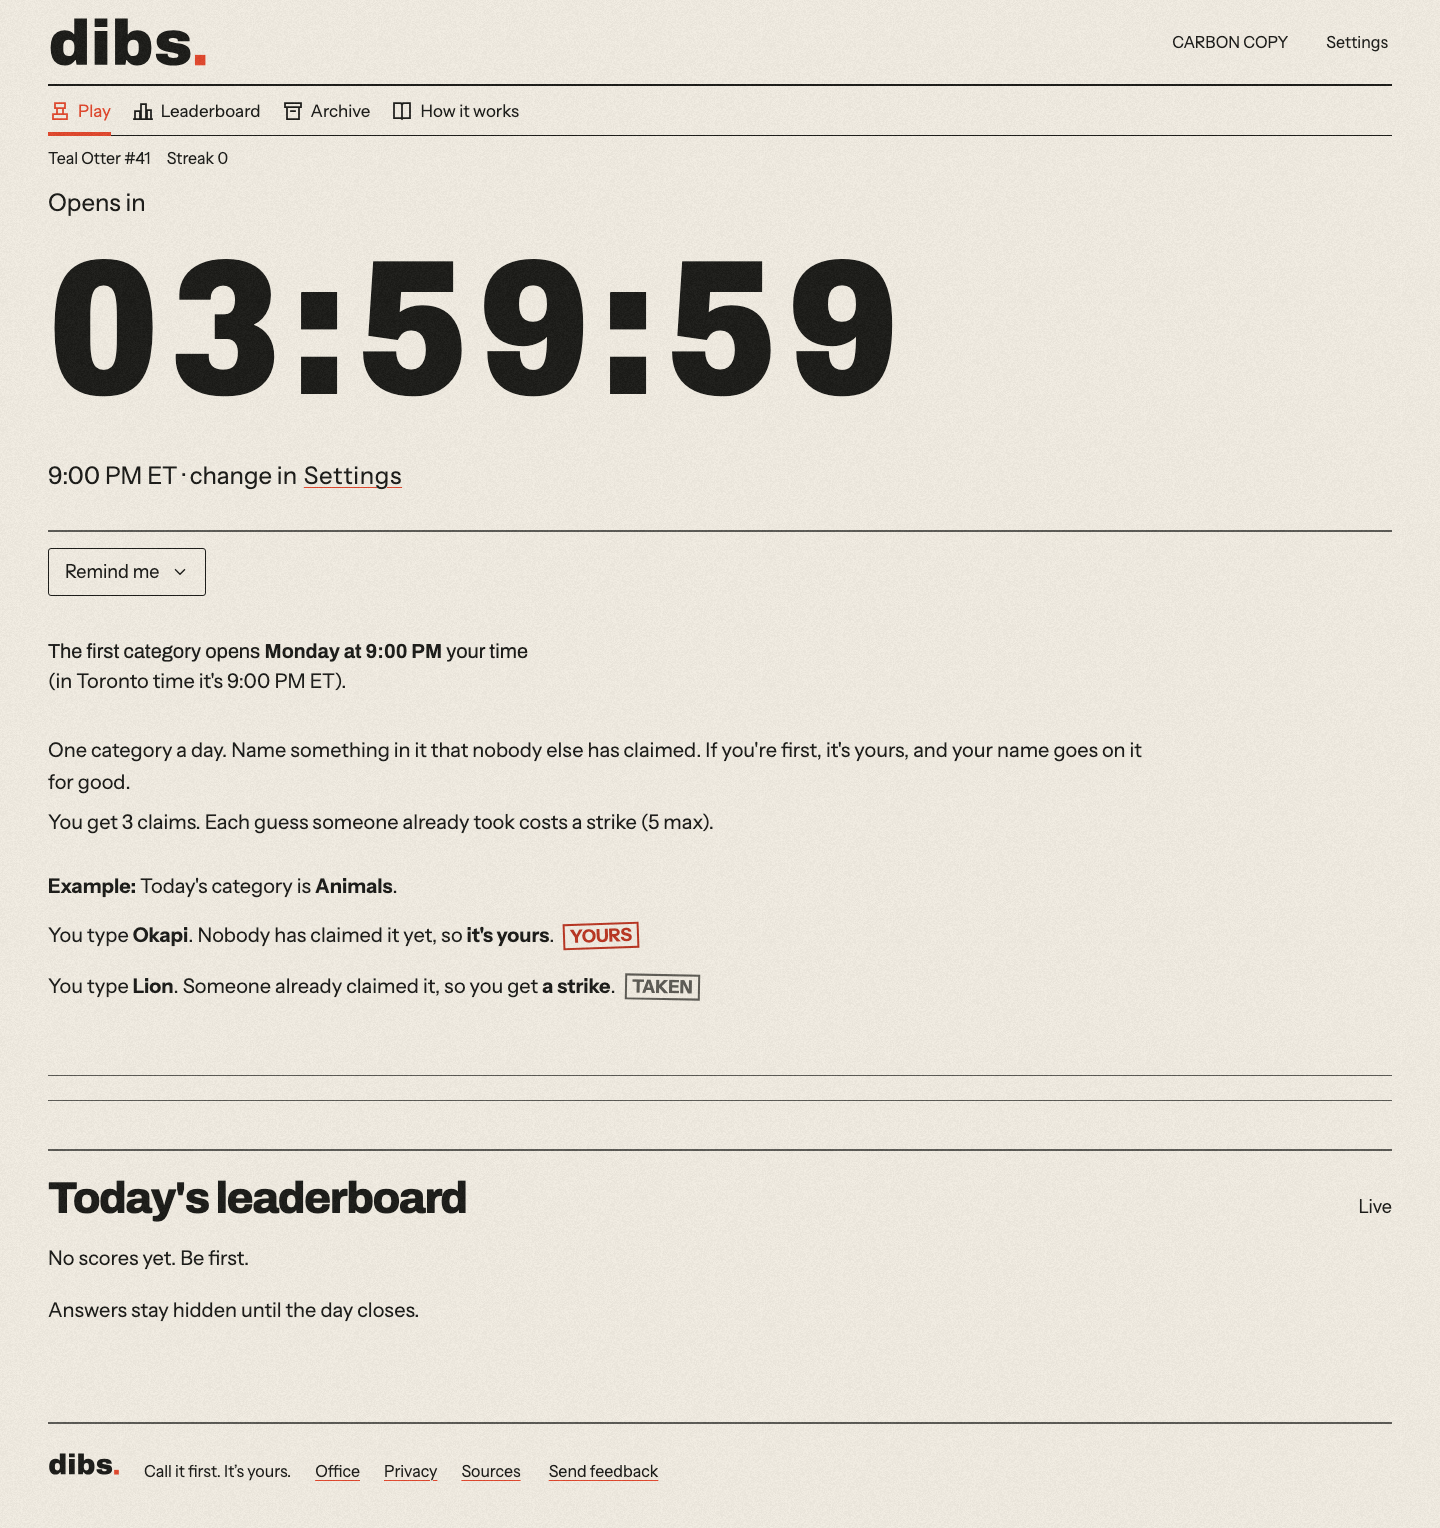 dibs.
CARBON COPY Settings
Play Leaderboard Archive How it works
Teal Otter #41 Streak 0
Opens in
03:59:59
9:00 PM ET · change in Settings
Remind me
The first category opens Monday at 9:00 PM your time
(in Toronto time it's 9:00 PM ET).
One category a day. Name something in it that nobody else has claimed. If you're first, it's yours, and your name goes on it
for good.
You get 3 claims. Each guess someone already took costs a strike (5 max).
Example: Today's category is Animals.
You type Okapi. Nobody has claimed it yet, so it's yours. YOURS
You type Lion. Someone already claimed it, so you get a strike. TAKEN
Today's leaderboard
Live
No scores yet. Be first.
Answers stay hidden until the day closes.
dibs. Call it first. It’s yours. Office Privacy Sources Send feedback